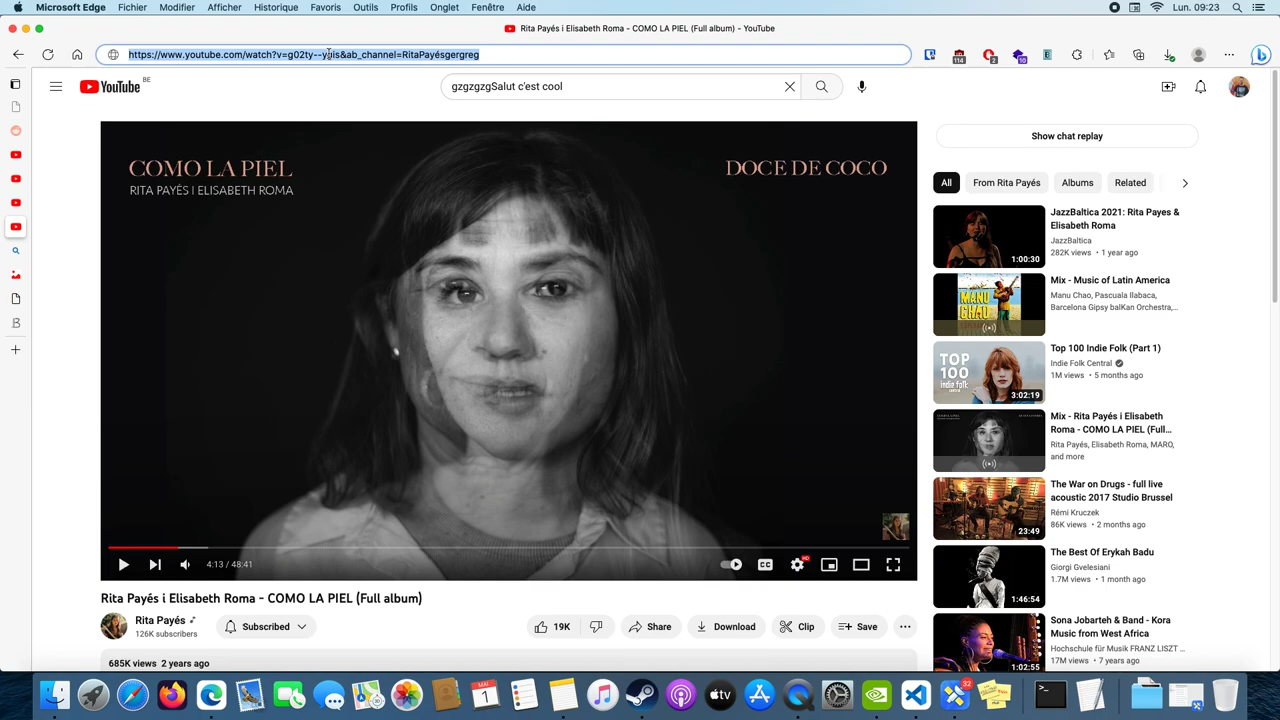 Microsoft Edge Fichier Modifier Afficher Historique Favoris Outils Profils Onglet Fenêtre Aide Lun. 09:23
Rita Payés i Elisabeth Roma - COMO LA PIEL (Full album) - YouTube
https://www.youtube.com/watch?v=g02ty--yuis&ab_channel=RitaPayésgergreg
114 2 10
YouTube BE
gzgzgzgSalut c'est cool
COMO LA PIEL
RITA PAYÉS I ELISABETH ROMA
DOCE DE COCO
4:13 / 48:41
HD
Rita Payés i Elisabeth Roma - COMO LA PIEL (Full album)
Rita Payés
126K subscribers
Subscribed
19K Share Download Clip Save
685K views 2 years ago
Show chat replay
All From Rita Payés Albums Related
JazzBaltica 2021: Rita Payes &
Elisabeth Roma
JazzBaltica
282K views • 1 year ago
1:00:30
Mix - Music of Latin America
Manu Chao, Pascuala Ilabaca,
Barcelona Gipsy balKan Orchestra,...
MANU
CHAO
Top 100 Indie Folk (Part 1)
Indie Folk Central
1M views • 5 months ago
TOP
100
indie folk
3:02:19
Mix - Rita Payés i Elisabeth
Roma - COMO LA PIEL (Full...
Rita Payés, Elisabeth Roma, MARO,
and more
The War on Drugs - full live
acoustic 2017 Studio Brussel
Rémi Kruczek
86K views • 2 months ago
23:49
The Best Of Erykah Badu
Giorgi Gvelesiani
1.7M views • 1 month ago
1:46:54
Sona Jobarteh & Band - Kora
Music from West Africa
Hochschule für Musik FRANZ LISZT ...
17M views • 7 years ago
1:02:55
1
tv
32